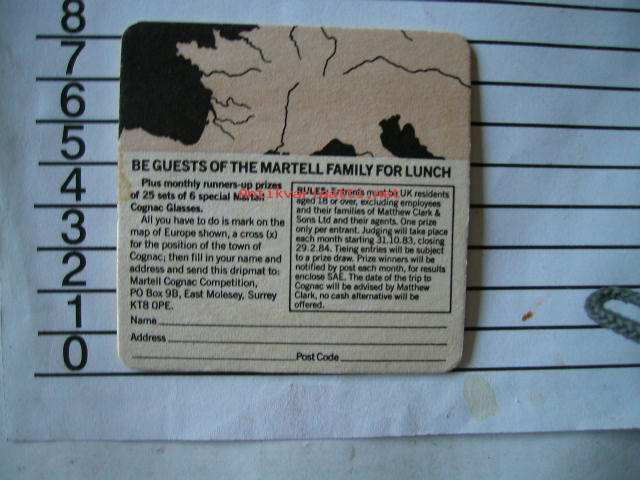 8
7
6
5
4
3
2
1
0
BE GUESTS OF THE MARTELL FAMILY FOR LUNCH
Plus monthly runners-up prizes
of 25 sets of 6 special Martell
Cognac Glasses.
All you have to do is mark on the
map of Europe shown, a cross (x)
for the position of the town of
Cognac; then fill in your name and
address and send this dripmat to:
Martell Cognac Competition,
PO Box 9B, East Molesey, Surrey
KT8 0PE.
RULES Entrants must be UK residents
aged 18 or over, excluding employees
and their families of Matthew Clark &
Sons Ltd and their agents. One prize
only per entrant. Judging will take place
each month starting 31.10.83, closing
29.2.84. Tieing entries will be subject
to a prize draw. Prize winners will be
notified by post each month, for results
enclose SAE. The date of the trip to
Cognac will be advised by Matthew
Clark, no cash alternative will be
offered.
Name
Address
Post Code